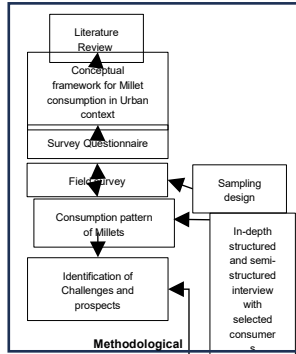 Literature
Review
Conceptual
framework for Millet
consumption in Urban
context
Survey Questionnaire
Field survey
Sampling
design
Consumption pattern
of Millets
In-depth
structured
and semi-
structured
interview
with
selected
consumer
s
Identification of
Challenges and
prospects
Methodological